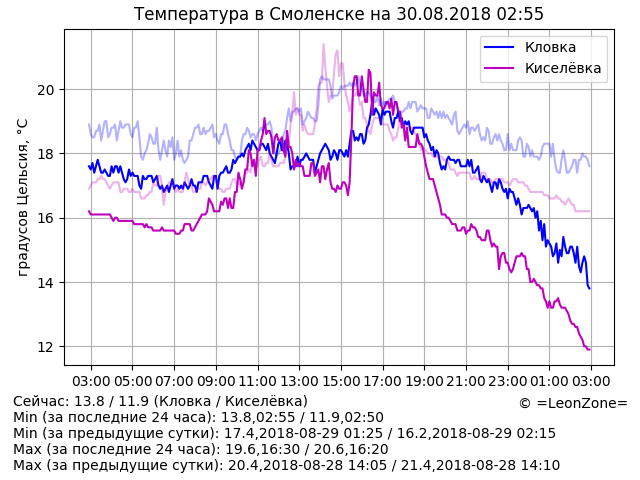 Температура в Смоленске на 30.08.2018 02:55
Кловка
Киселёвка
градусов Цельсия, °C
20
18
16
14
12
03:00 05:00 07:00 09:00 11:00 13:00 15:00 17:00 19:00 21:00 23:00 01:00 03:00
Сейчас: 13.8 / 11.9 (Кловка / Киселёвка)
© =LeonZone=
Min (за последние 24 часа): 13.8,02:55 / 11.9,02:50
Min (за предыдущие сутки): 17.4,2018-08-29 01:25 / 16.2,2018-08-29 02:15
Max (за последние 24 часа): 19.6,16:30 / 20.6,16:20
Max (за предыдущие сутки): 20.4,2018-08-28 14:05 / 21.4,2018-08-28 14:10